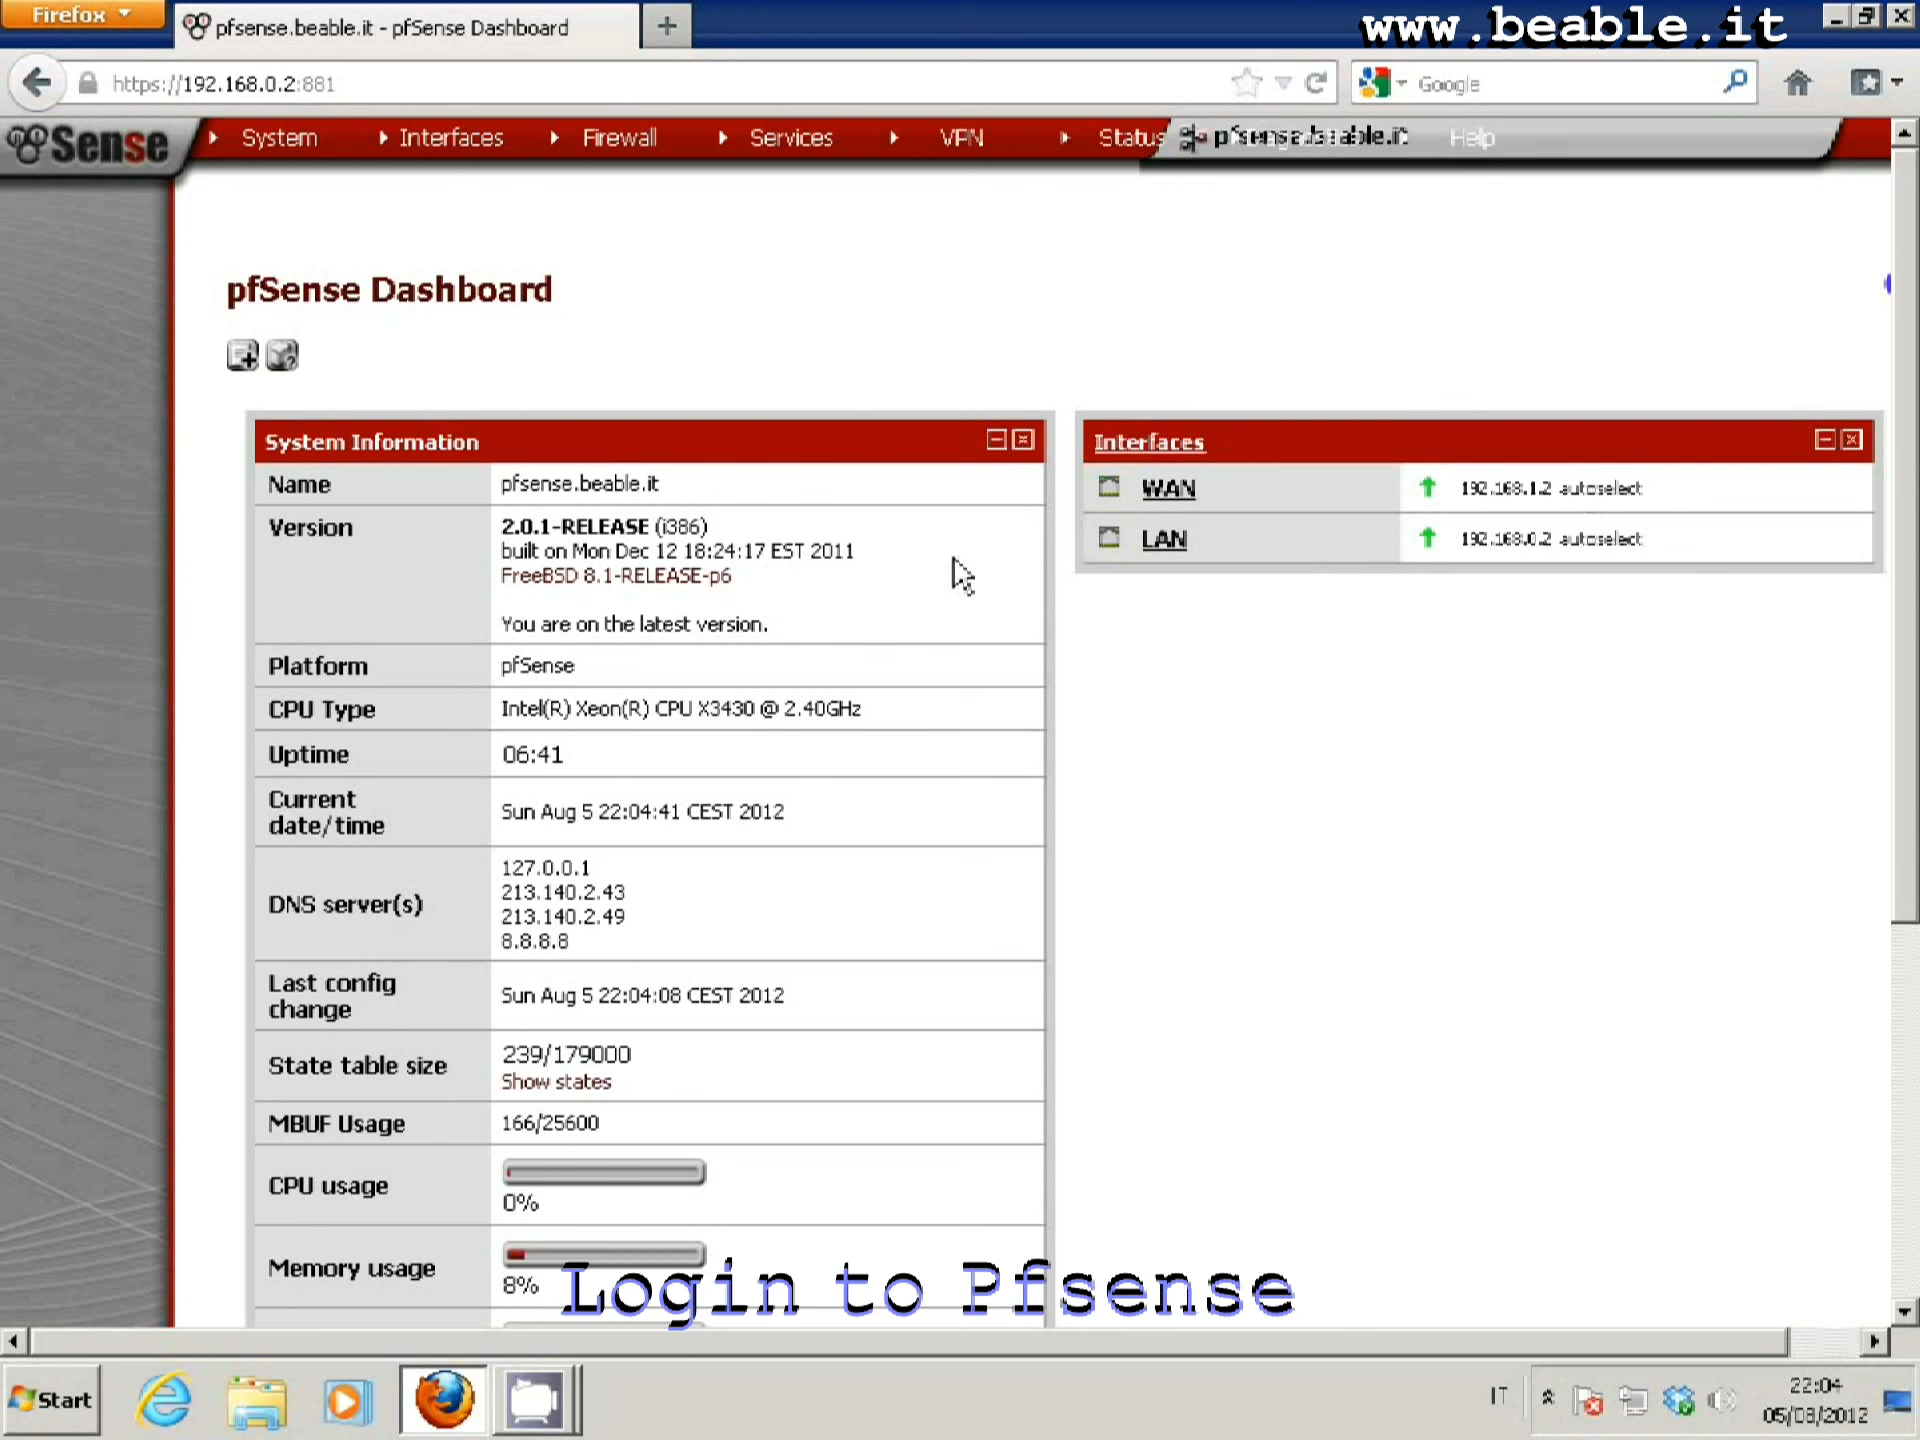 Firefox
pfsense.beable.it - pfSense Dashboard
www.beable.it
https://192.168.0.2:881
Google
Sense
System
Interfaces
Firewall
Services
VPN
Status
pfsense.beable.it
Help
pfSense Dashboard
System Information
Name
pfsense.beable.it
Version
2.0.1-RELEASE (i386)
built on Mon Dec 12 18:24:17 EST 2011
FreeBSD 8.1-RELEASE-p6
You are on the latest version.
Platform
pfSense
CPU Type
Intel(R) Xeon(R) CPU X3430 @ 2.40GHz
Uptime
06:41
Current
date/time
Sun Aug 5 22:04:41 CEST 2012
DNS server(s)
127.0.0.1
213.140.2.43
213.140.2.49
8.8.8.8
Last config
change
Sun Aug 5 22:04:08 CEST 2012
State table size
239/179000
Show states
MBUF Usage
166/25600
CPU usage
0%
Memory usage
8%
Interfaces
WAN
192.168.1.2 autoselect
LAN
192.168.0.2 autoselect
Login to Pfsense
Start
IT
22:04
05/08/2012